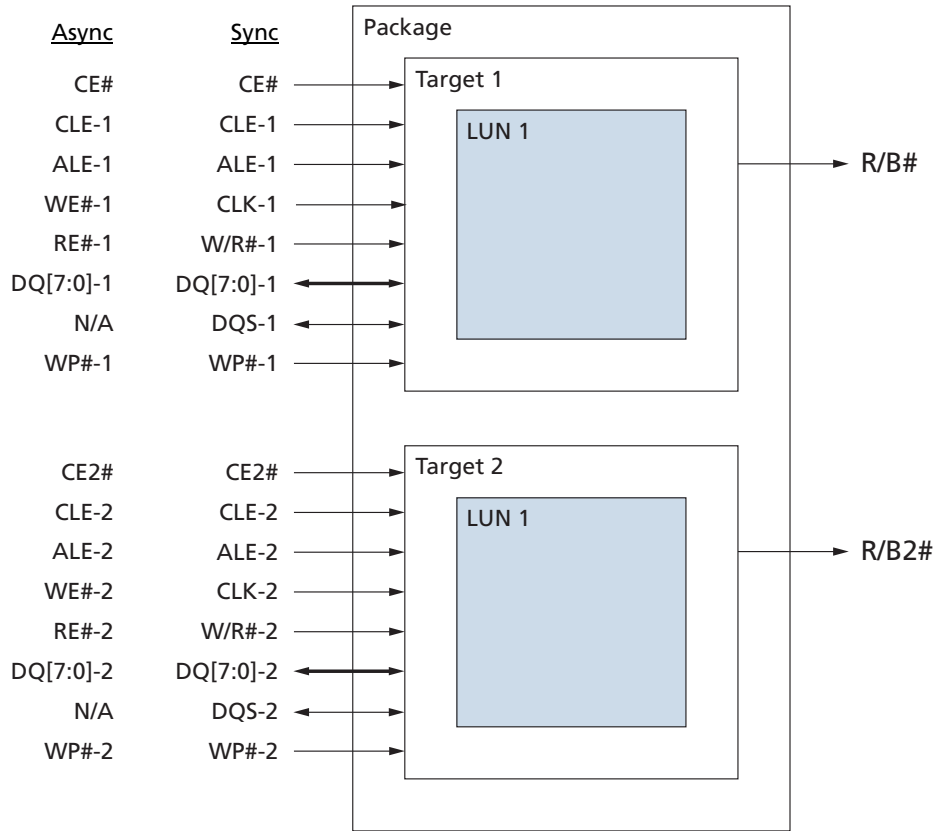 Async Sync Package
CE# CE# Target 1
CLE-1 CLE-1 LUN 1
ALE-1 ALE-1 R/B#
WE#-1 CLK-1
RE#-1 W/R#-1
DQ[7:0]-1 DQ[7:0]-1
N/A DQS-1
WP#-1 WP#-1
CE2# CE2# Target 2
CLE-2 CLE-2 LUN 1
ALE-2 ALE-2 R/B2#
WE#-2 CLK-2
RE#-2 W/R#-2
DQ[7:0]-2 DQ[7:0]-2
N/A DQS-2
WP#-2 WP#-2